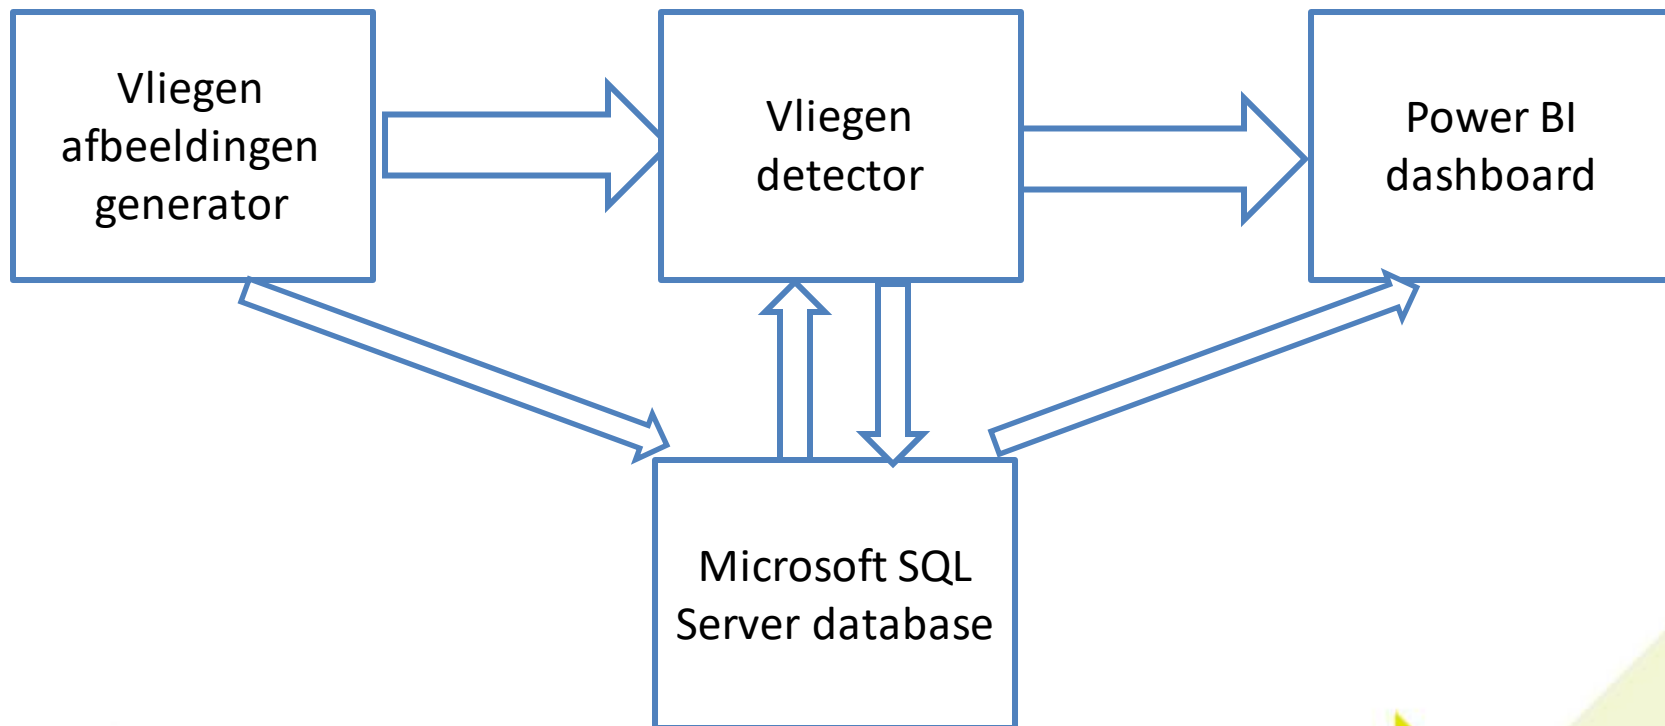 Vliegen
afbeeldingen
generator
Vliegen
detector
Power BI
dashboard
Microsoft SQL
Server database